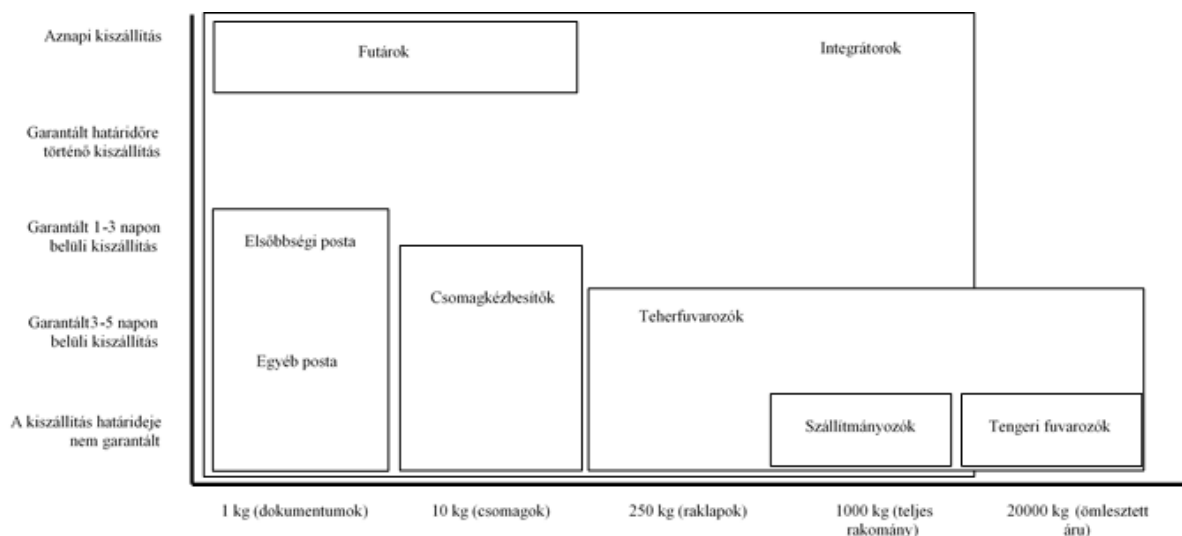 Aznapi kiszállítás
Futárok
Integrátorok
Garantált határidőre
történő kiszállítás
Garantált 1-3 napon
belüli kiszállítás
Elsőbbségi posta
Csomagkézbesítők
Garantált3-5 napon
belüli kiszállítás
Teherfuvarozók
Egyéb posta
A kiszállítás határideje
nem garantált
Szállítmányozók
Tengeri fuvarozók
1 kg (dokumentumok)
10 kg (csomagok)
250 kg (raklapok)
1000 kg (teljes
rakomány)
20000 kg (ömlesztett
áru)